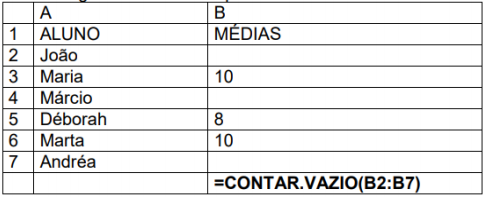 A B
1 ALUNO MÉDIAS
2 João
3 Maria 10
4 Márcio
5 Déborah 8
6 Marta 10
7 Andréa
=CONTAR.VAZIO(B2:B7)